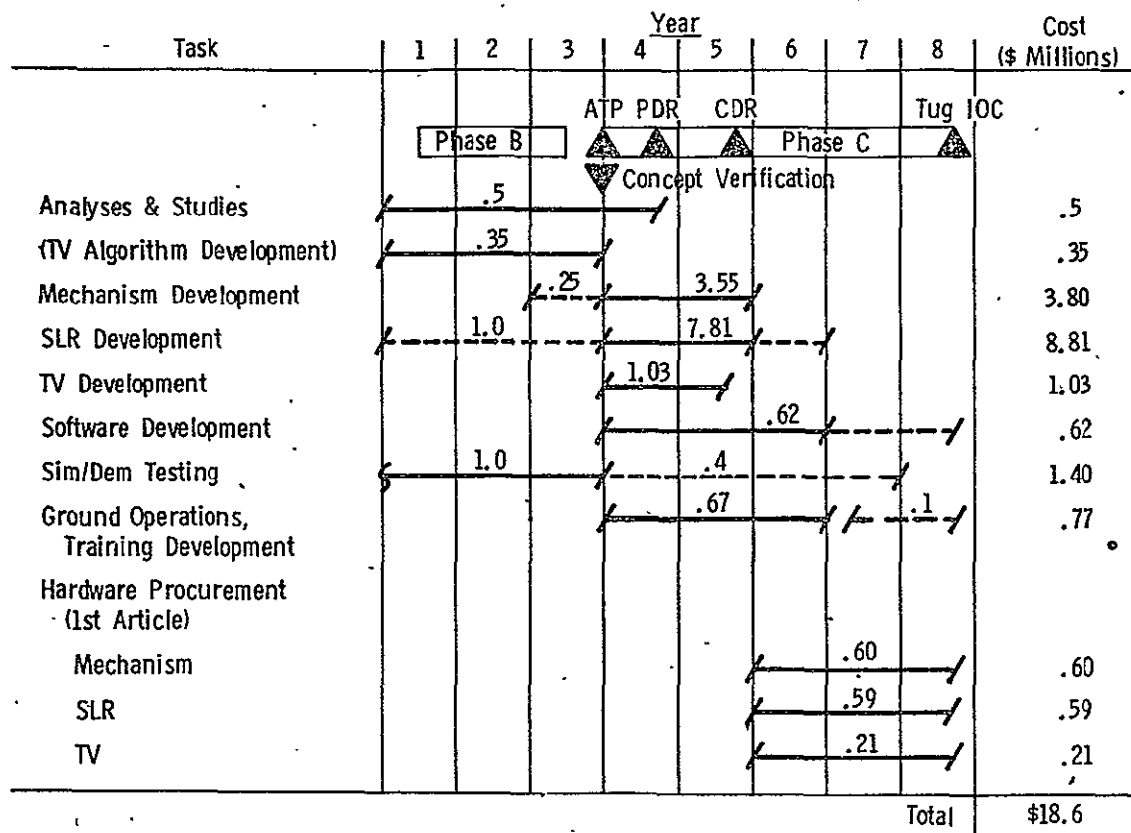 Year
Cost
Task 1 2 3 4 5 6 7 8 ($ Millions)
ATP PDR CDR Tug IOC
Phase B Phase C
Concept Verification
Analyses & Studies .5 .5
(TV Algorithm Development) .35 .35
Mechanism Development .25 3.55 3.80
SLR Development 1.0 7.81 8.81
TV Development 1.03 1.03
Software Development .62 .62
Sim/Dem Testing 1.0 .4 1.40
Ground Operations, .67 .1 .77
Training Development
Hardware Procurement
(1st Article)
Mechanism .60 .60
SLR .59 .59
TV .21 .21
Total $18.6